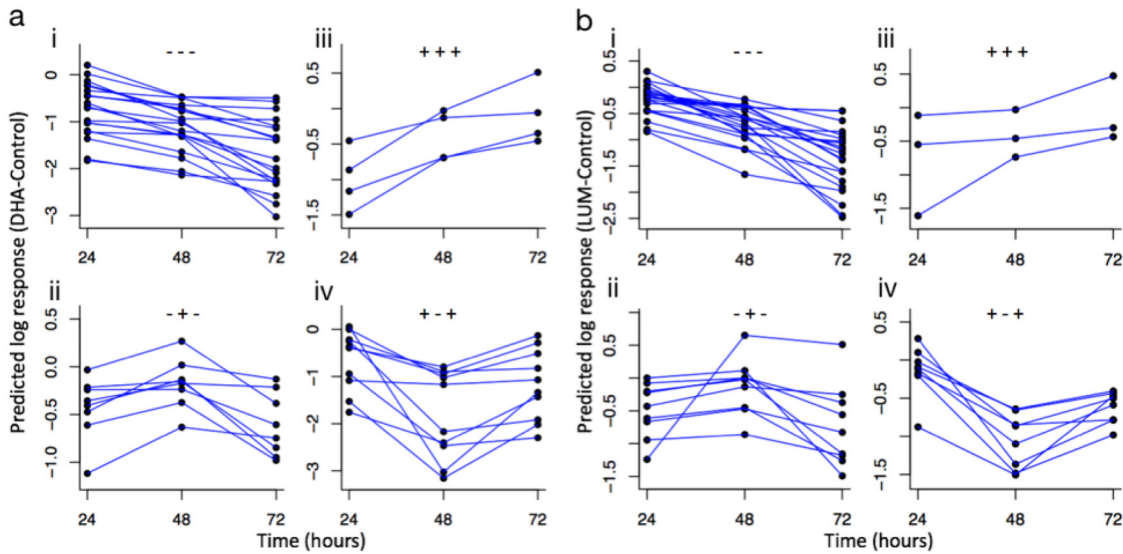 a
b
i
- - -
iii
+ + +
i
- - -
iii
+ + +
Predicted log response (DHA-Control)
Predicted log response (LUM-Control)
0
-1
-2
-3
0.5
-0.5
-1.5
0.5
-0.5
-1.5
-2.5
0.5
-0.5
-1.5
24 48 72
24 48 72
24 48 72
24 48 72
ii
- + -
iv
+ - +
ii
- + -
iv
+ - +
0.5
0.0
-0.5
-1.0
0
-1
-2
-3
0.5
-0.5
-1.5
0.5
-0.5
-1.5
24 48 72
24 48 72
24 48 72
24 48 72
Time (hours)
Time (hours)